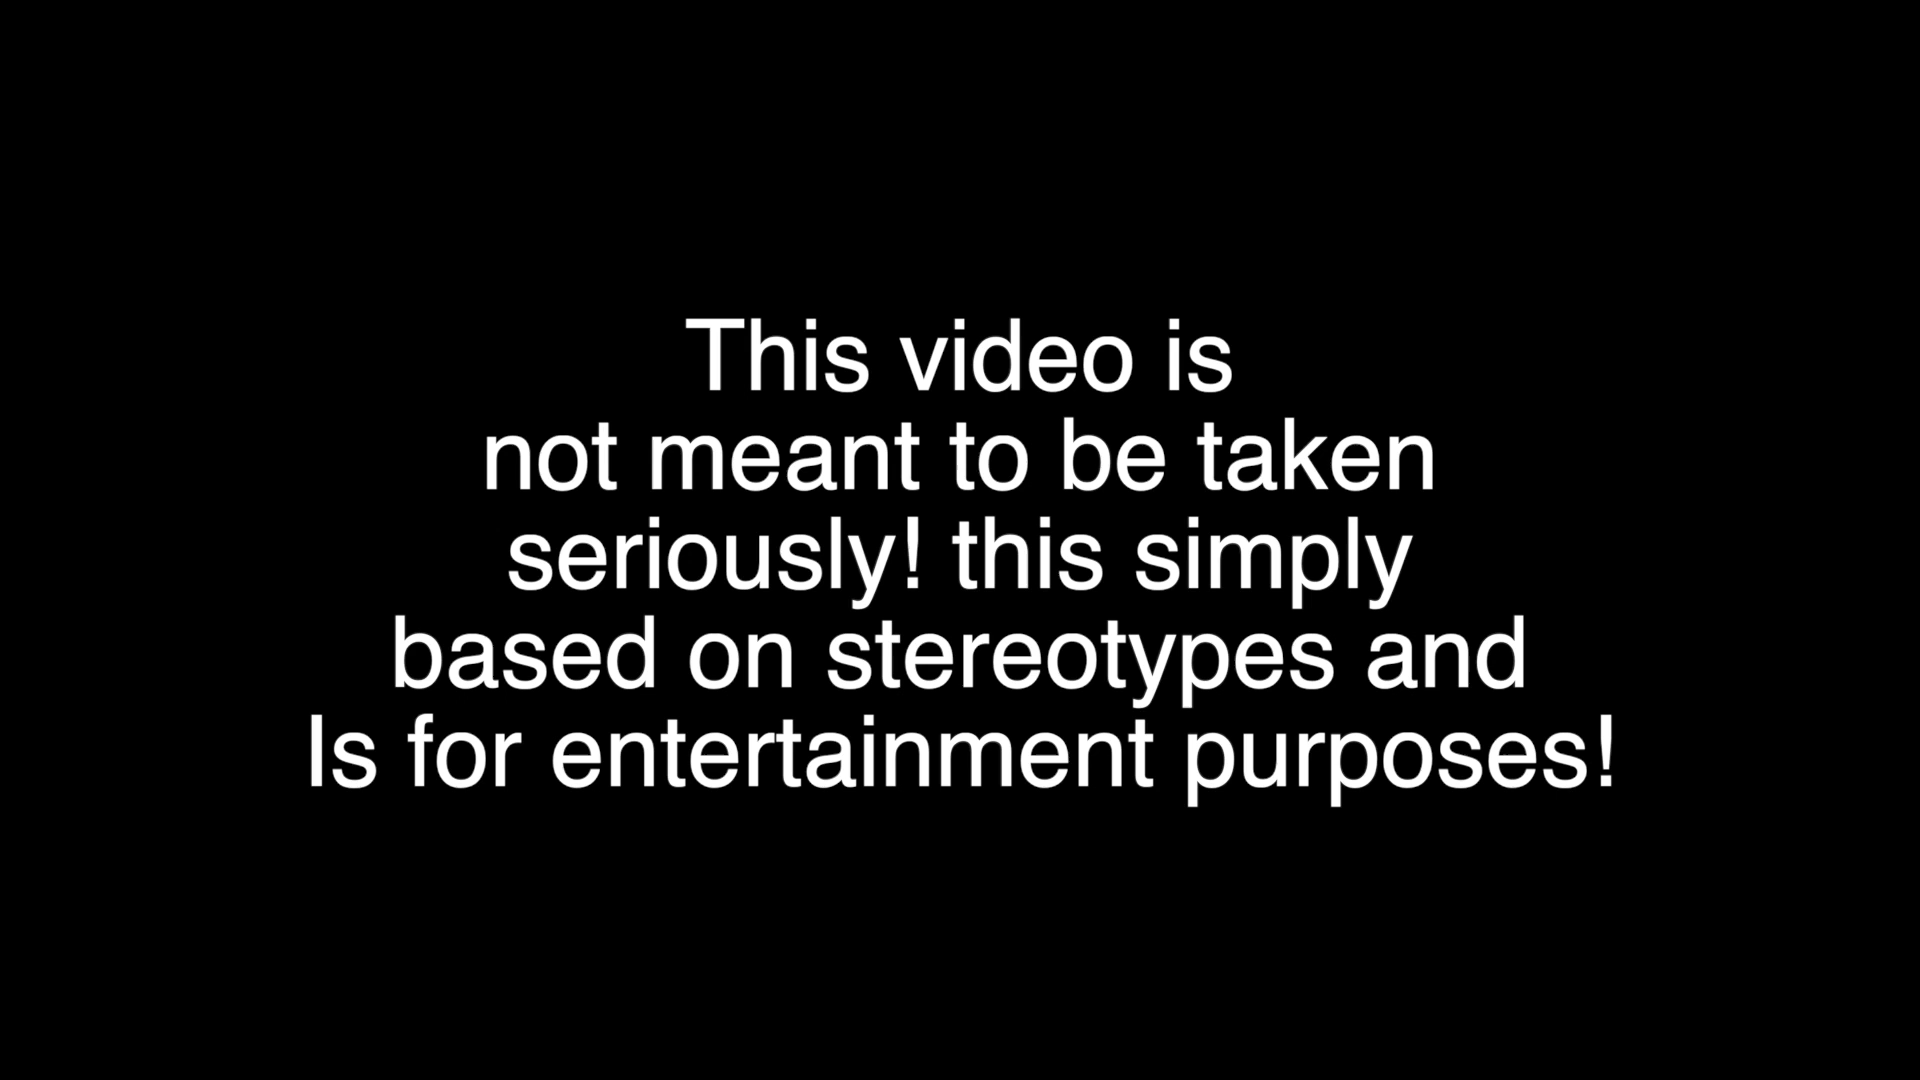 This video is
not meant to be taken
seriously! this simply
based on stereotypes and
Is for entertainment purposes!